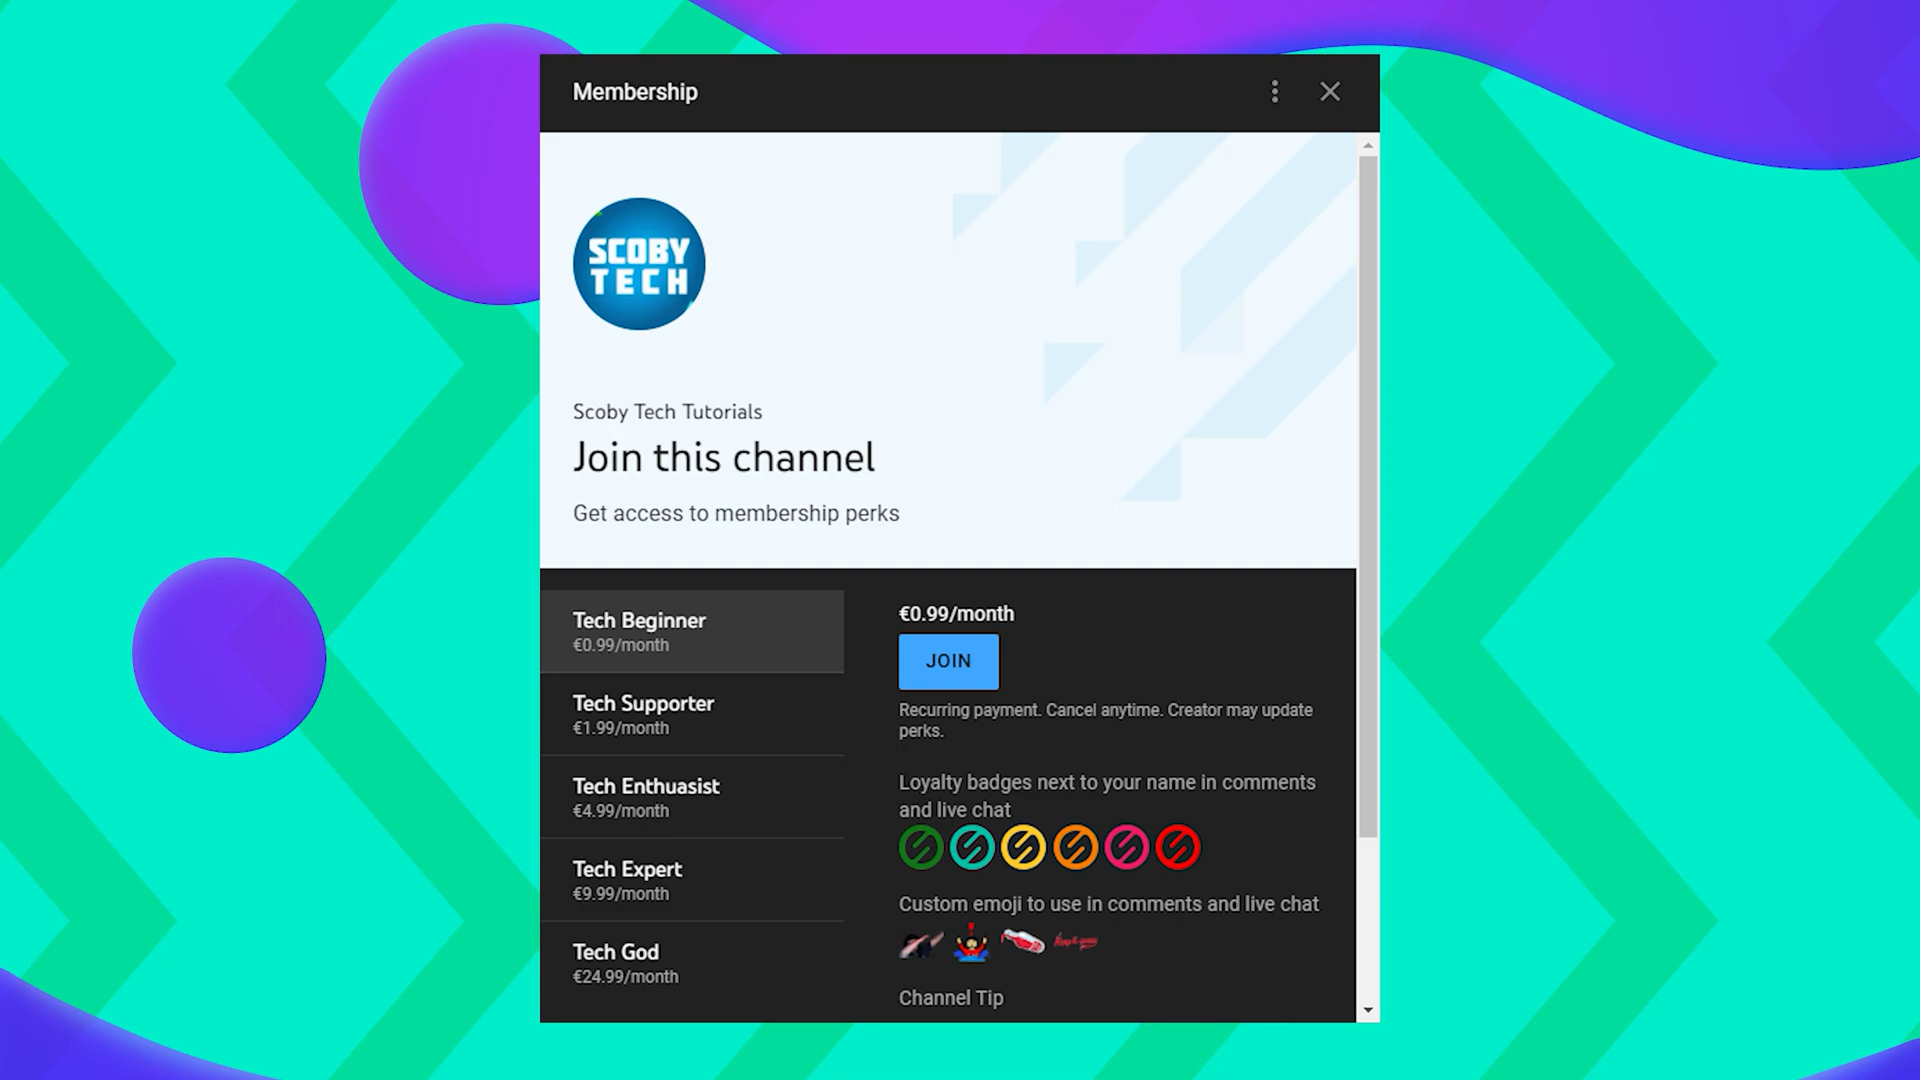 Membership
SCOBY
TECH
Scoby Tech Tutorials
Join this channel
Get access to membership perks
Tech Beginner
€0.99/month
Tech Supporter
€1.99/month
Tech Enthuasist
€4.99/month
Tech Expert
€9.99/month
Tech God
€24.99/month
€0.99/month
JOIN
Recurring payment. Cancel anytime. Creator may update
perks.
Loyalty badges next to your name in comments
and live chat
Custom emoji to use in comments and live chat
Channel Tip